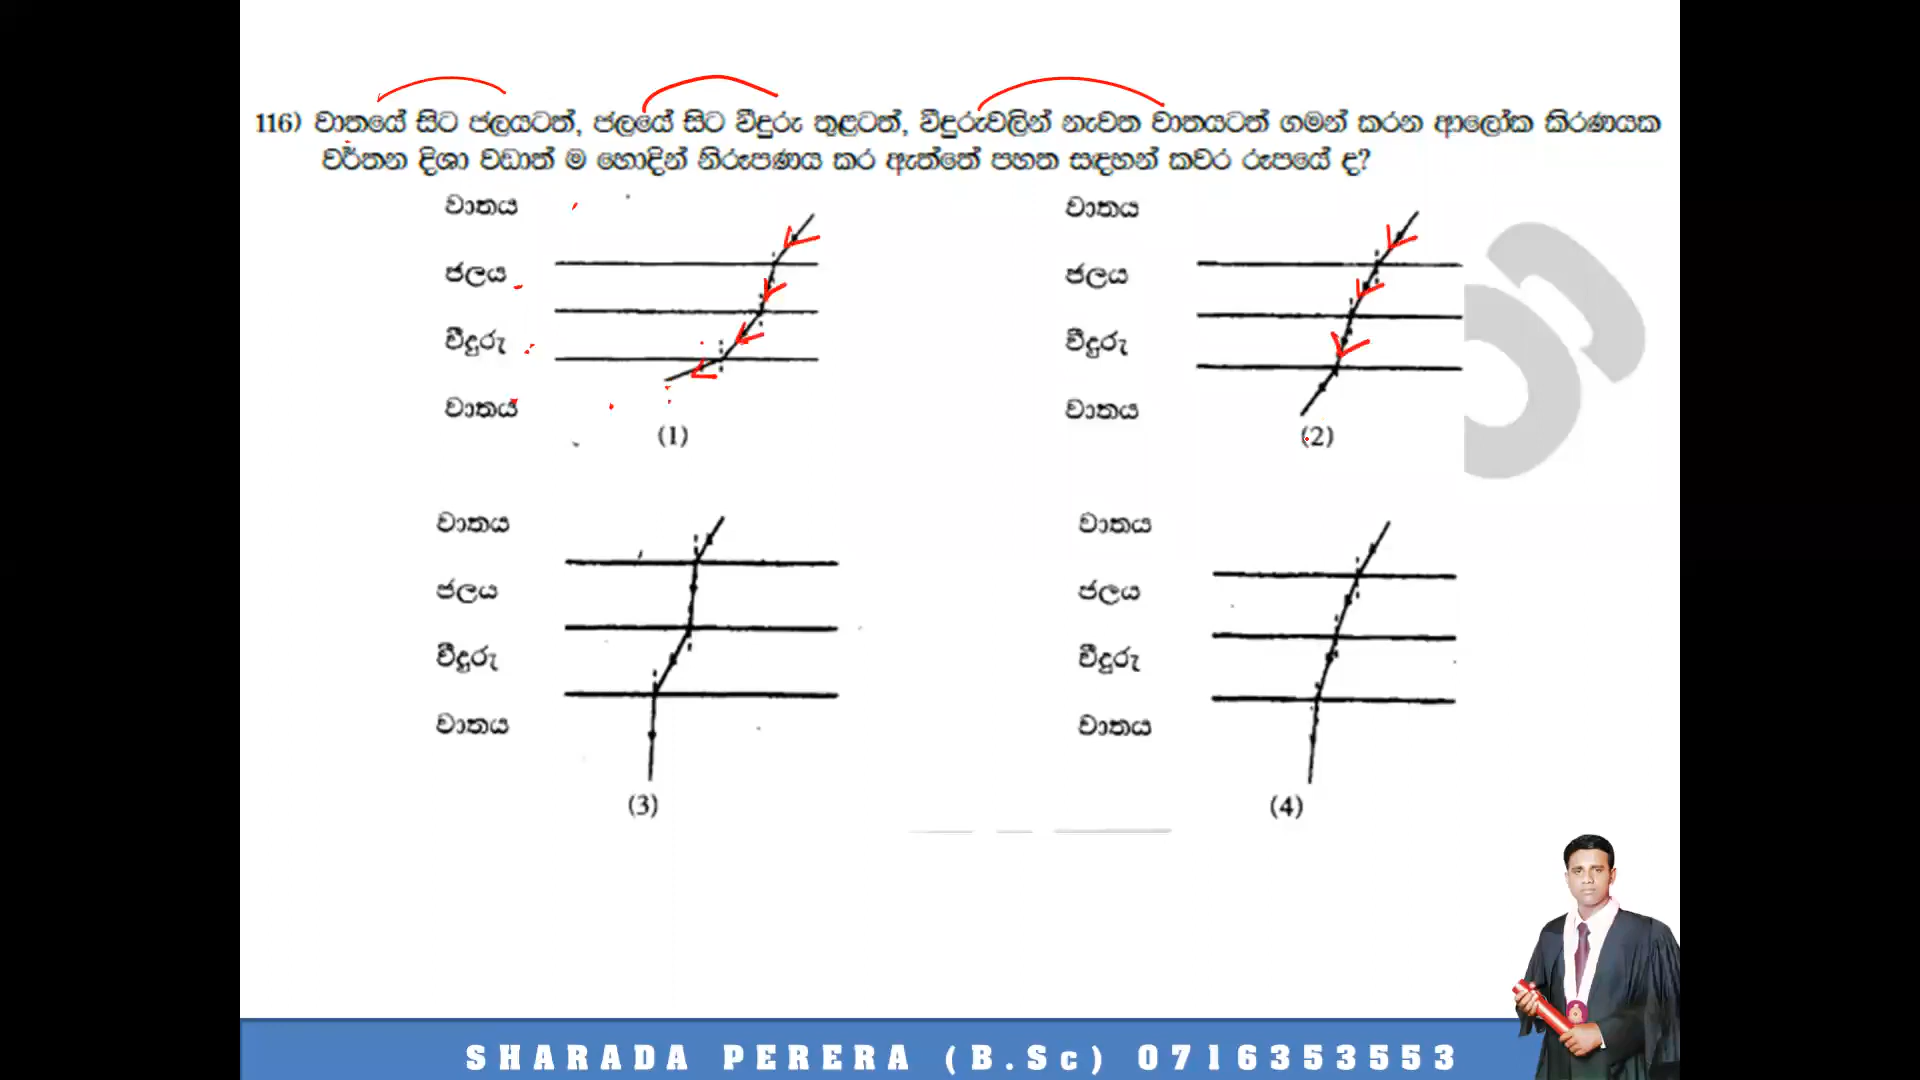 116) වාතයේ සිට ජලයටත්, ජලයේ සිට වීදුරු තුළටත්, වීදුරුවලින් නැවත වාතයටත් ගමන් කරන ආලෝක කිරණයක
වර්තන දිශා වඩාත් ම හොඳින් නිරූපණය කර ඇත්තේ පහත සඳහන් කවර රූපයේ ද?
වාතය
ජලය
වීදුරු
වාතය
(1)
වාතය
ජලය
වීදුරු
වාතය
(2)
වාතය
ජලය
වීදුරු
වාතය
(3)
වාතය
ජලය
වීදුරු
වාතය
(4)
SHARADA PERERA (B.Sc) 0716353553